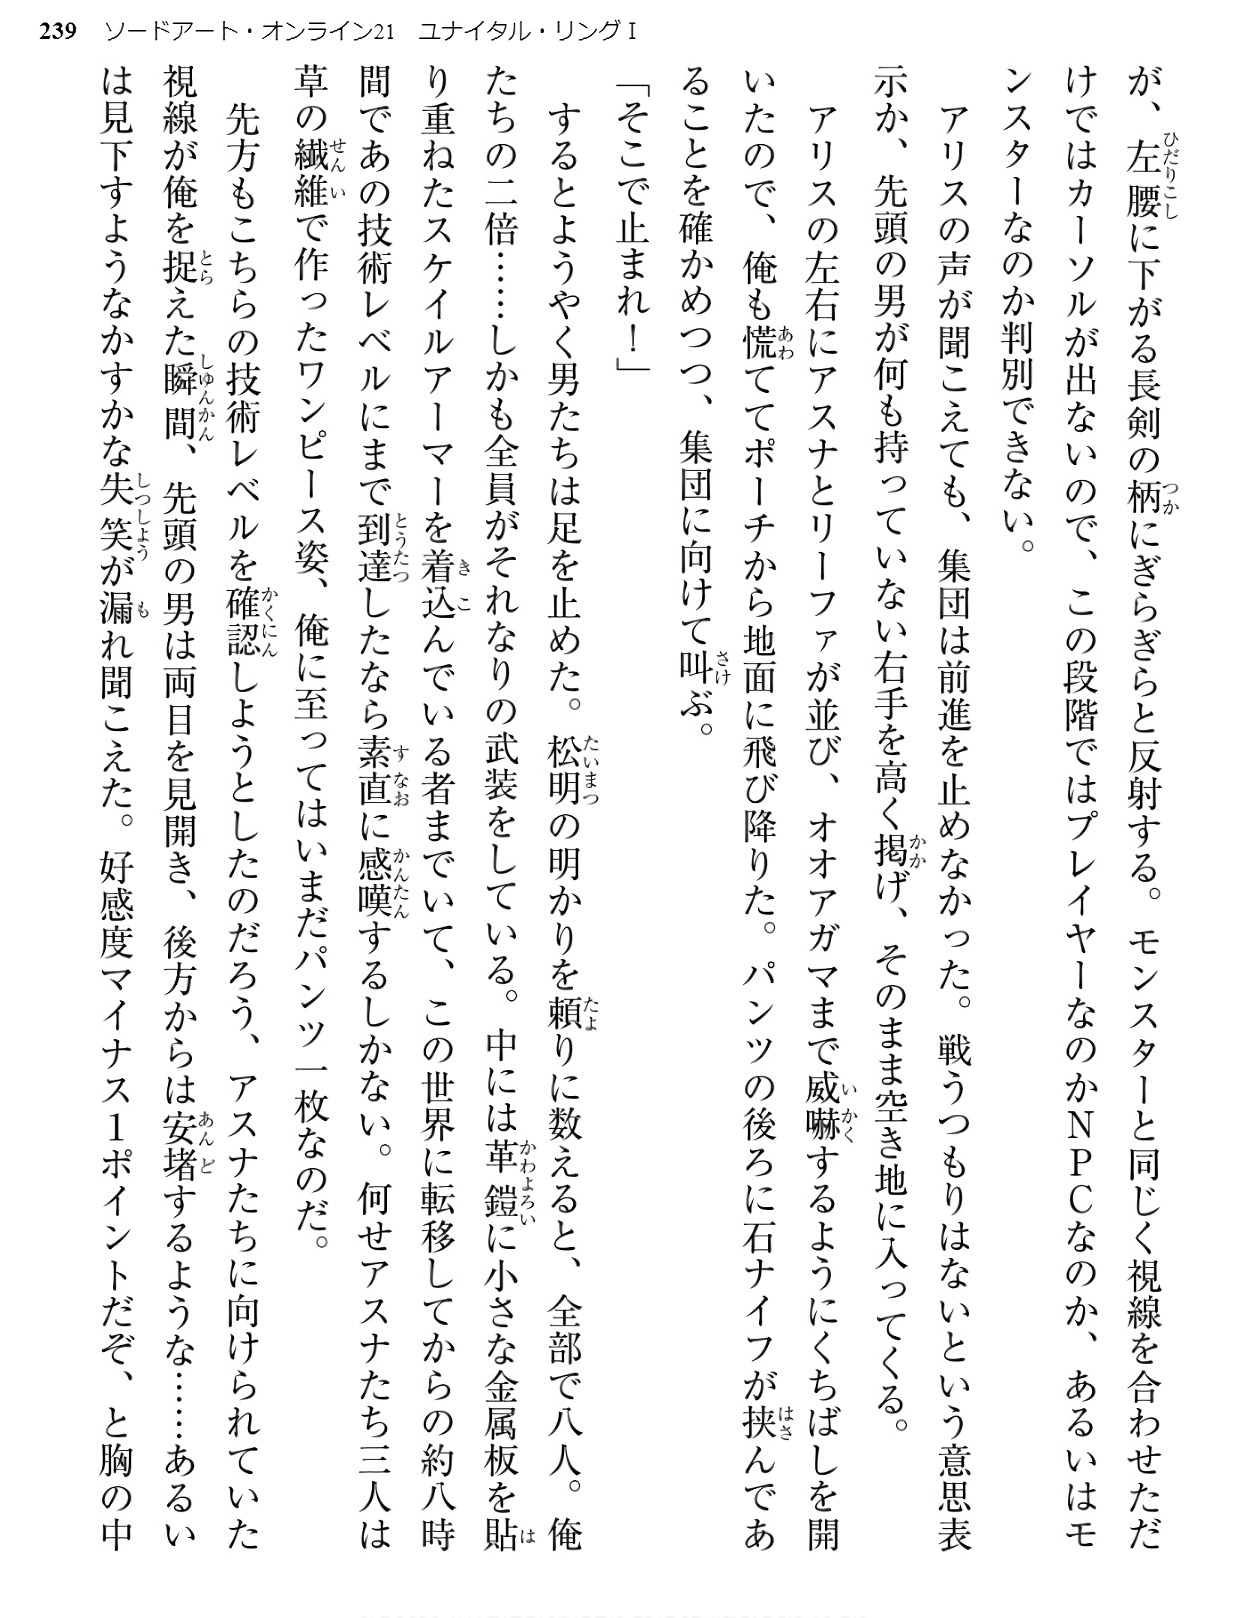 239 ソードアート・オンライン21 ユナイタル・リングⅠ
が、左腰に下がる長剣の柄にぎらぎらと反射する。モンスターと同じく視線を合わせただ
けではカーソルが出ないので、この段階ではプレイヤーなのかＮＰＣなのか、あるいはモ
ンスターなのか判別できない。
　アリスの声が聞こえても、集団は前進を止めなかった。戦うつもりはないという意思表
示か、先頭の男が何も持っていない右手を高く掲げ、そのまま空き地に入ってくる。
　アリスの左右にアスナとリーファが並び、オオアガマまで威嚇するようにくちばしを開
いたので、俺も慌ててポーチから地面に飛び降りた。パンツの後ろに石ナイフが挟んであ
ることを確かめつつ、集団に向けて叫ぶ。
「そこで止まれ！」
　するとようやく男たちは足を止めた。松明の明かりを頼りに数えると、全部で八人。俺
たちの二倍……しかも全員がそれなりの武装をしている。中には革鎧に小さな金属板を貼
り重ねたスケイルアーマーを着込んでいる者までいて、この世界に転移してからの約八時
間であの技術レベルにまで到達したなら素直に感嘆するしかない。何せアスナたち三人は
草の繊維で作ったワンピース姿、俺に至ってはいまだパンツ一枚なのだ。
　先方もこちらの技術レベルを確認しようとしたのだろう、アスナたちに向けられていた
視線が俺を捉えた瞬間、先頭の男は両目を見開き、後方からは安堵するような……あるい
は見下すようなかすかな失笑が漏れ聞こえた。好感度マイナス１ポイントだぞ、と胸の中